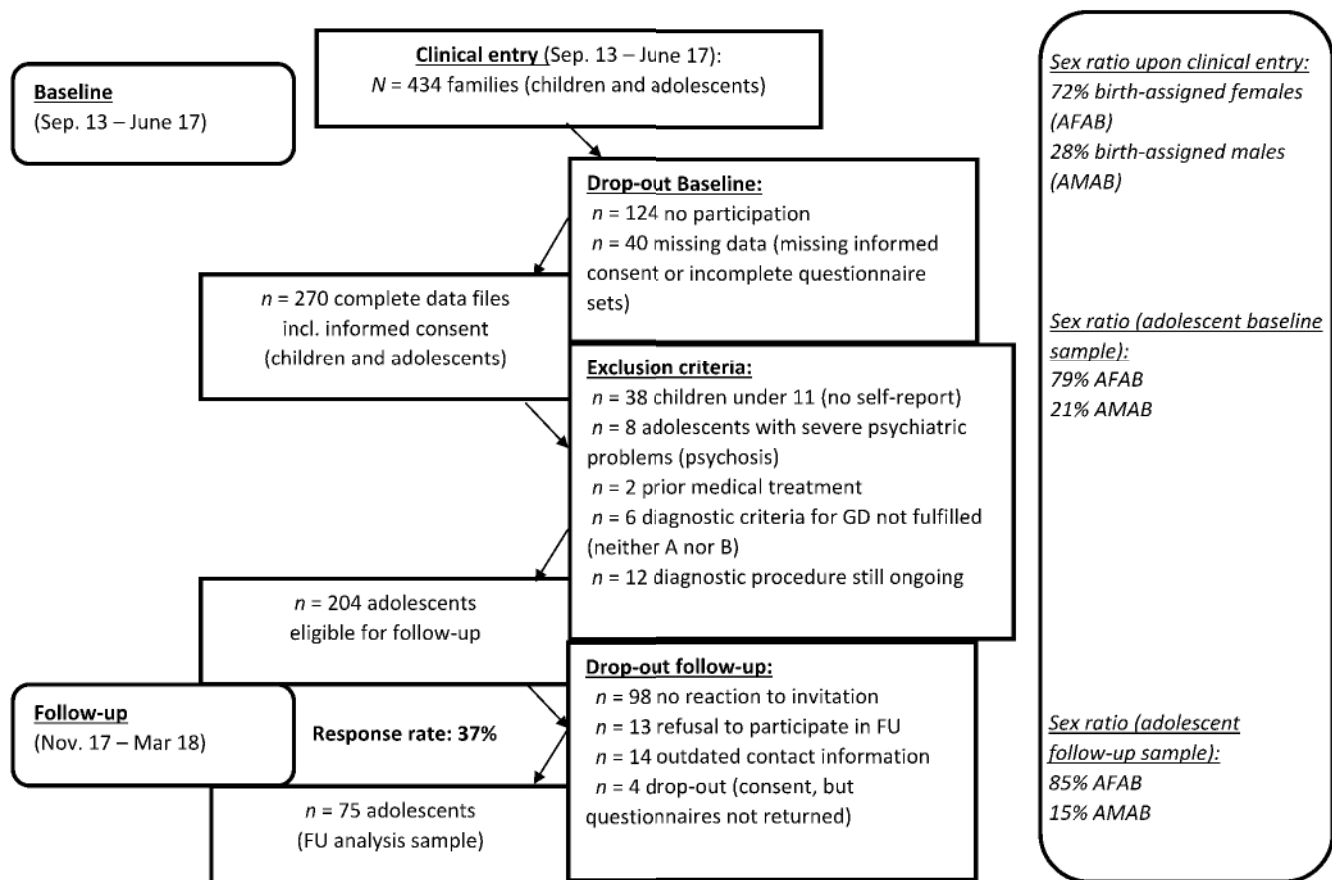 Clinical entry (Sep. 13 – June 17):
N = 434 families (children and adolescents)
Baseline
(Sep. 13 – June 17)
Drop-out Baseline:
n = 124 no participation
n = 40 missing data (missing informed
consent or incomplete questionnaire
sets)
n = 270 complete data files
incl. informed consent
(children and adolescents)
Exclusion criteria:
n = 38 children under 11 (no self-report)
n = 8 adolescents with severe psychiatric
problems (psychosis)
n = 2 prior medical treatment
n = 6 diagnostic criteria for GD not fulfilled
(neither A nor B)
n = 12 diagnostic procedure still ongoing
n = 204 adolescents
eligible for follow-up
Drop-out follow-up:
n = 98 no reaction to invitation
n = 13 refusal to participate in FU
n = 14 outdated contact information
n = 4 drop-out (consent, but
questionnaires not returned)
Follow-up
(Nov. 17 – Mar 18)
Response rate: 37%
n = 75 adolescents
(FU analysis sample)
Sex ratio upon clinical entry:
72% birth-assigned females
(AFAB)
28% birth-assigned males
(AMAB)
Sex ratio (adolescent baseline
sample):
79% AFAB
21% AMAB
Sex ratio (adolescent
follow-up sample):
85% AFAB
15% AMAB